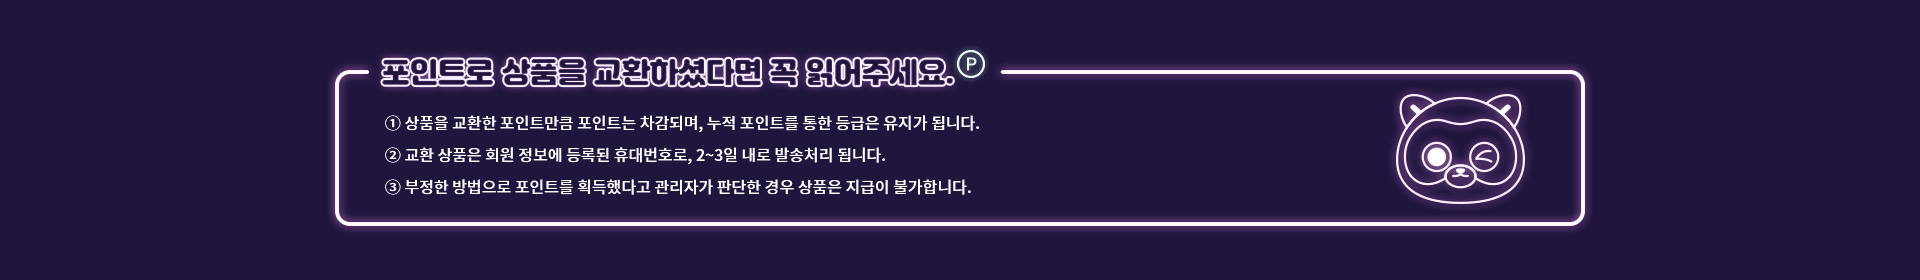 포인트로 상품을 교환하셨다면 꼭 읽어주세요. Ⓟ
① 상품을 교환한 포인트만큼 포인트는 차감되며, 누적 포인트를 통한 등급은 유지가 됩니다.
② 교환 상품은 회원 정보에 등록된 휴대번호로, 2~3일 내로 발송처리 됩니다.
③ 부정한 방법으로 포인트를 획득했다고 관리자가 판단한 경우 상품은 지급이 불가합니다.